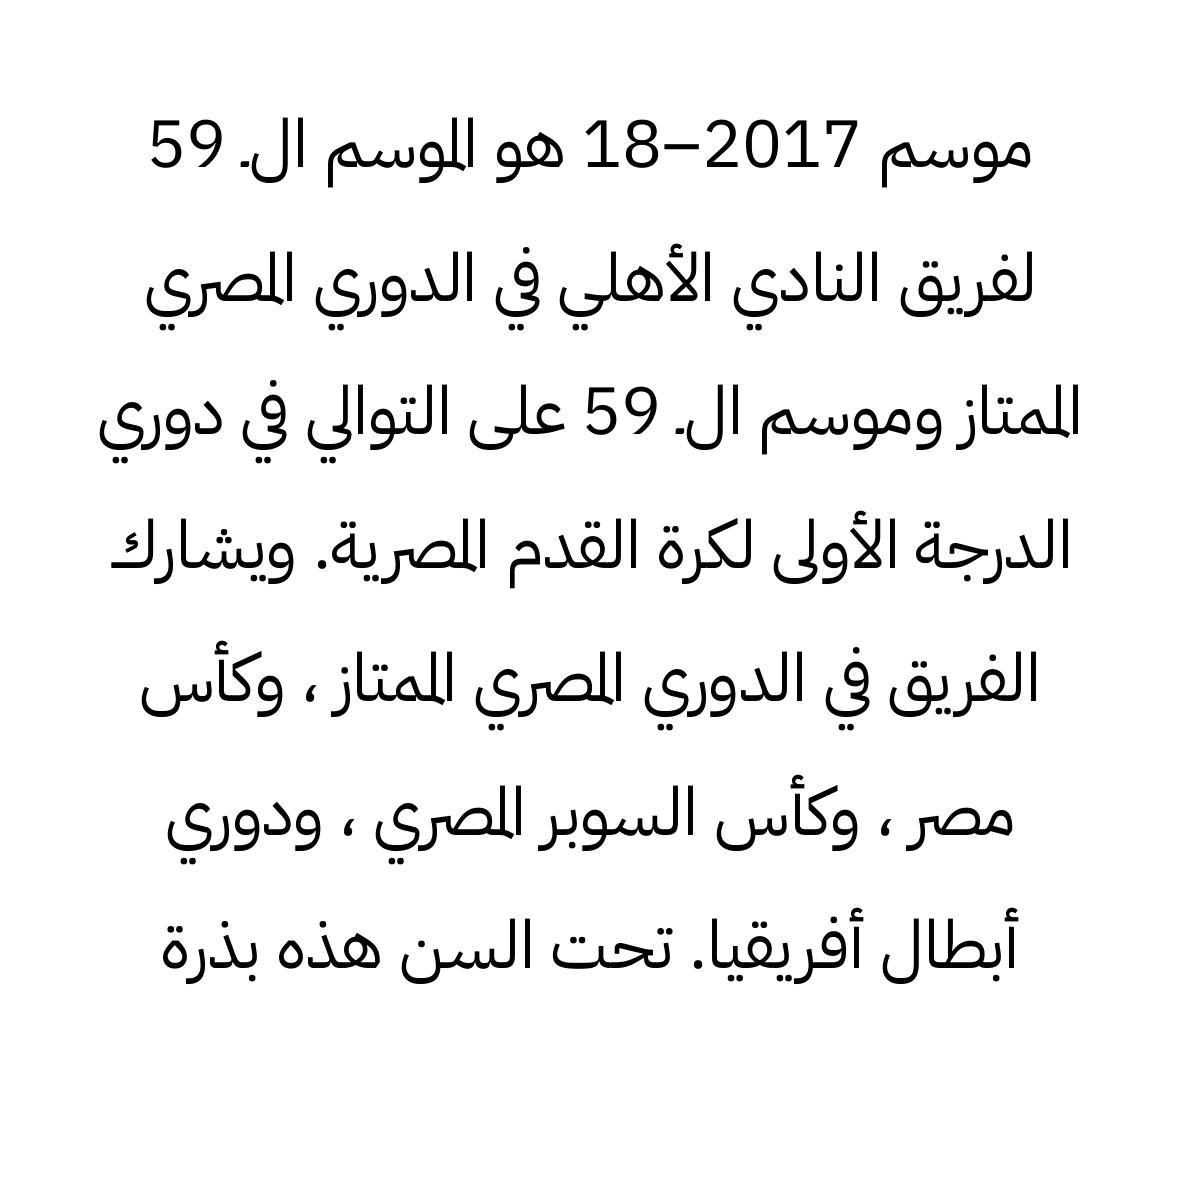 موسم 2017–18 هو الموسم الـ 59
لفريق النادي الأهلي في الدوري المصري
الممتاز وموسم الـ 59 على التوالي في دوري
الدرجة الأولى لكرة القدم المصرية. ويشارك
الفريق في الدوري المصري الممتاز ، وكأس
مصر ، وكأس السوبر المصري ، ودوري
أبطال أفريقيا. تحت السن هذه بذرة